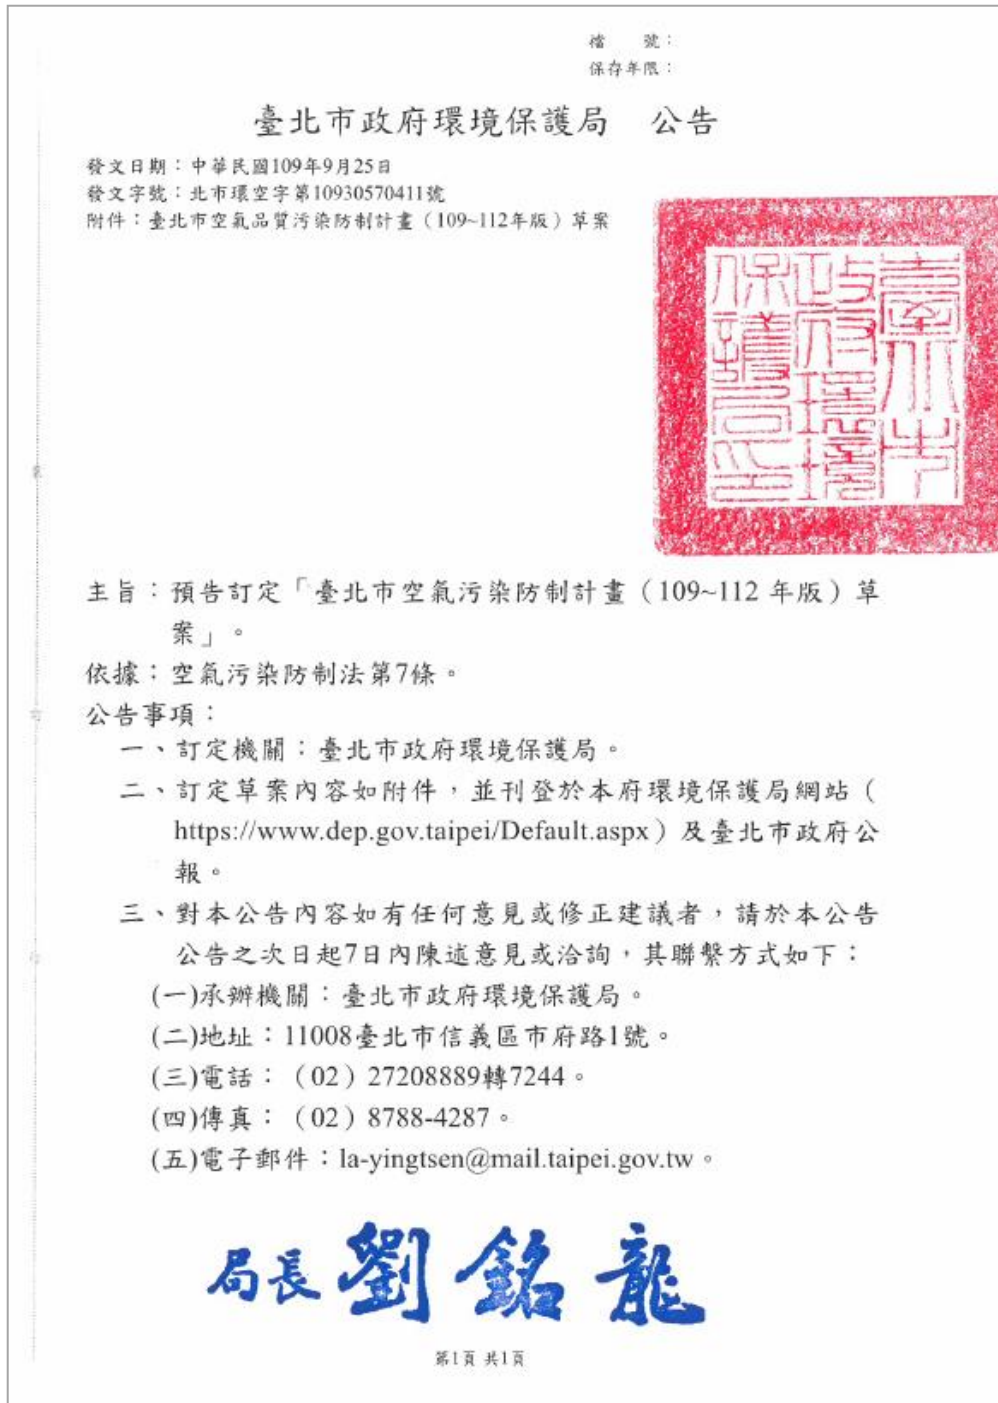 檔　　號：
保存年限：
臺北市政府環境保護局　公告
發文日期：中華民國109年9月25日
發文字號：北市環空字第10930570411號
附件：臺北市空氣品質污染防制計畫（109~112年版）草案
臺北市
政府環境
保護局印
主旨：預告訂定「臺北市空氣污染防制計畫（109~112 年版）草
案」。
依據：空氣污染防制法第7條。
公告事項：
一、訂定機關：臺北市政府環境保護局。
二、訂定草案內容如附件，並刊登於本府環境保護局網站（
https://www.dep.gov.taipei/Default.aspx）及臺北市政府公
報。
三、對本公告內容如有任何意見或修正建議者，請於本公告
公告之次日起7日內陳述意見或洽詢，其聯繫方式如下：
(一)承辦機關：臺北市政府環境保護局。
(二)地址：11008臺北市信義區市府路1號。
(三)電話：（02）27208889轉7244。
(四)傳真：（02）8788-4287。
(五)電子郵件：la-yingtsen@mail.taipei.gov.tw。
局長 劉銘龍
第1頁 共1頁